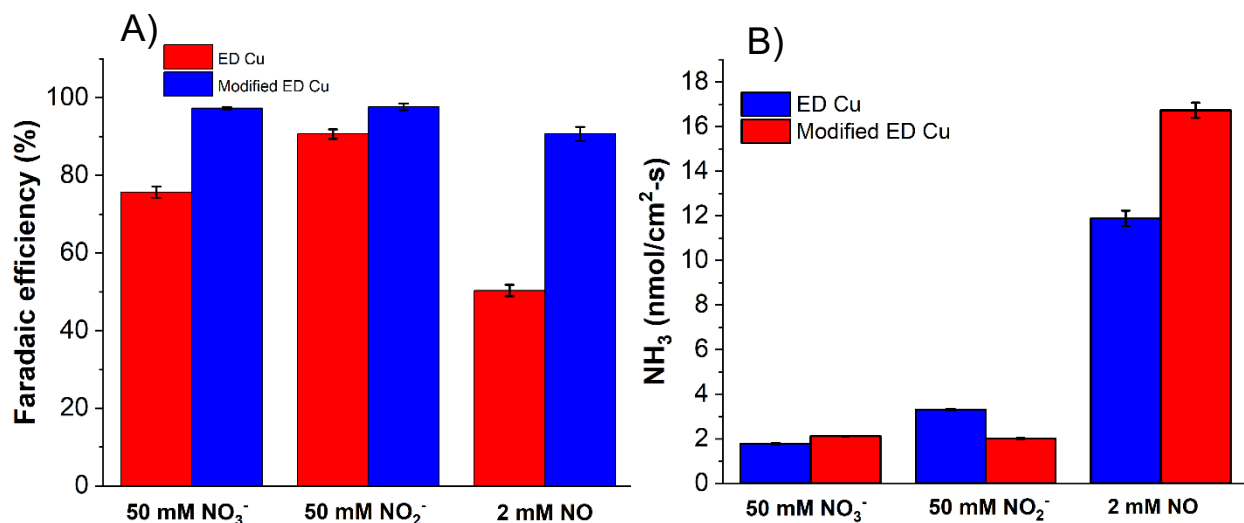 A)
ED Cu
Modified ED Cu
Faradaic efficiency (%)
100
80
60
40
20
0
50 mM NO₃⁻
50 mM NO₂⁻
2 mM NO
B)
ED Cu
Modified ED Cu
NH₃ (nmol/cm²-s)
18
16
14
12
10
8
6
4
2
0
50 mM NO₃⁻
50 mM NO₂⁻
2 mM NO